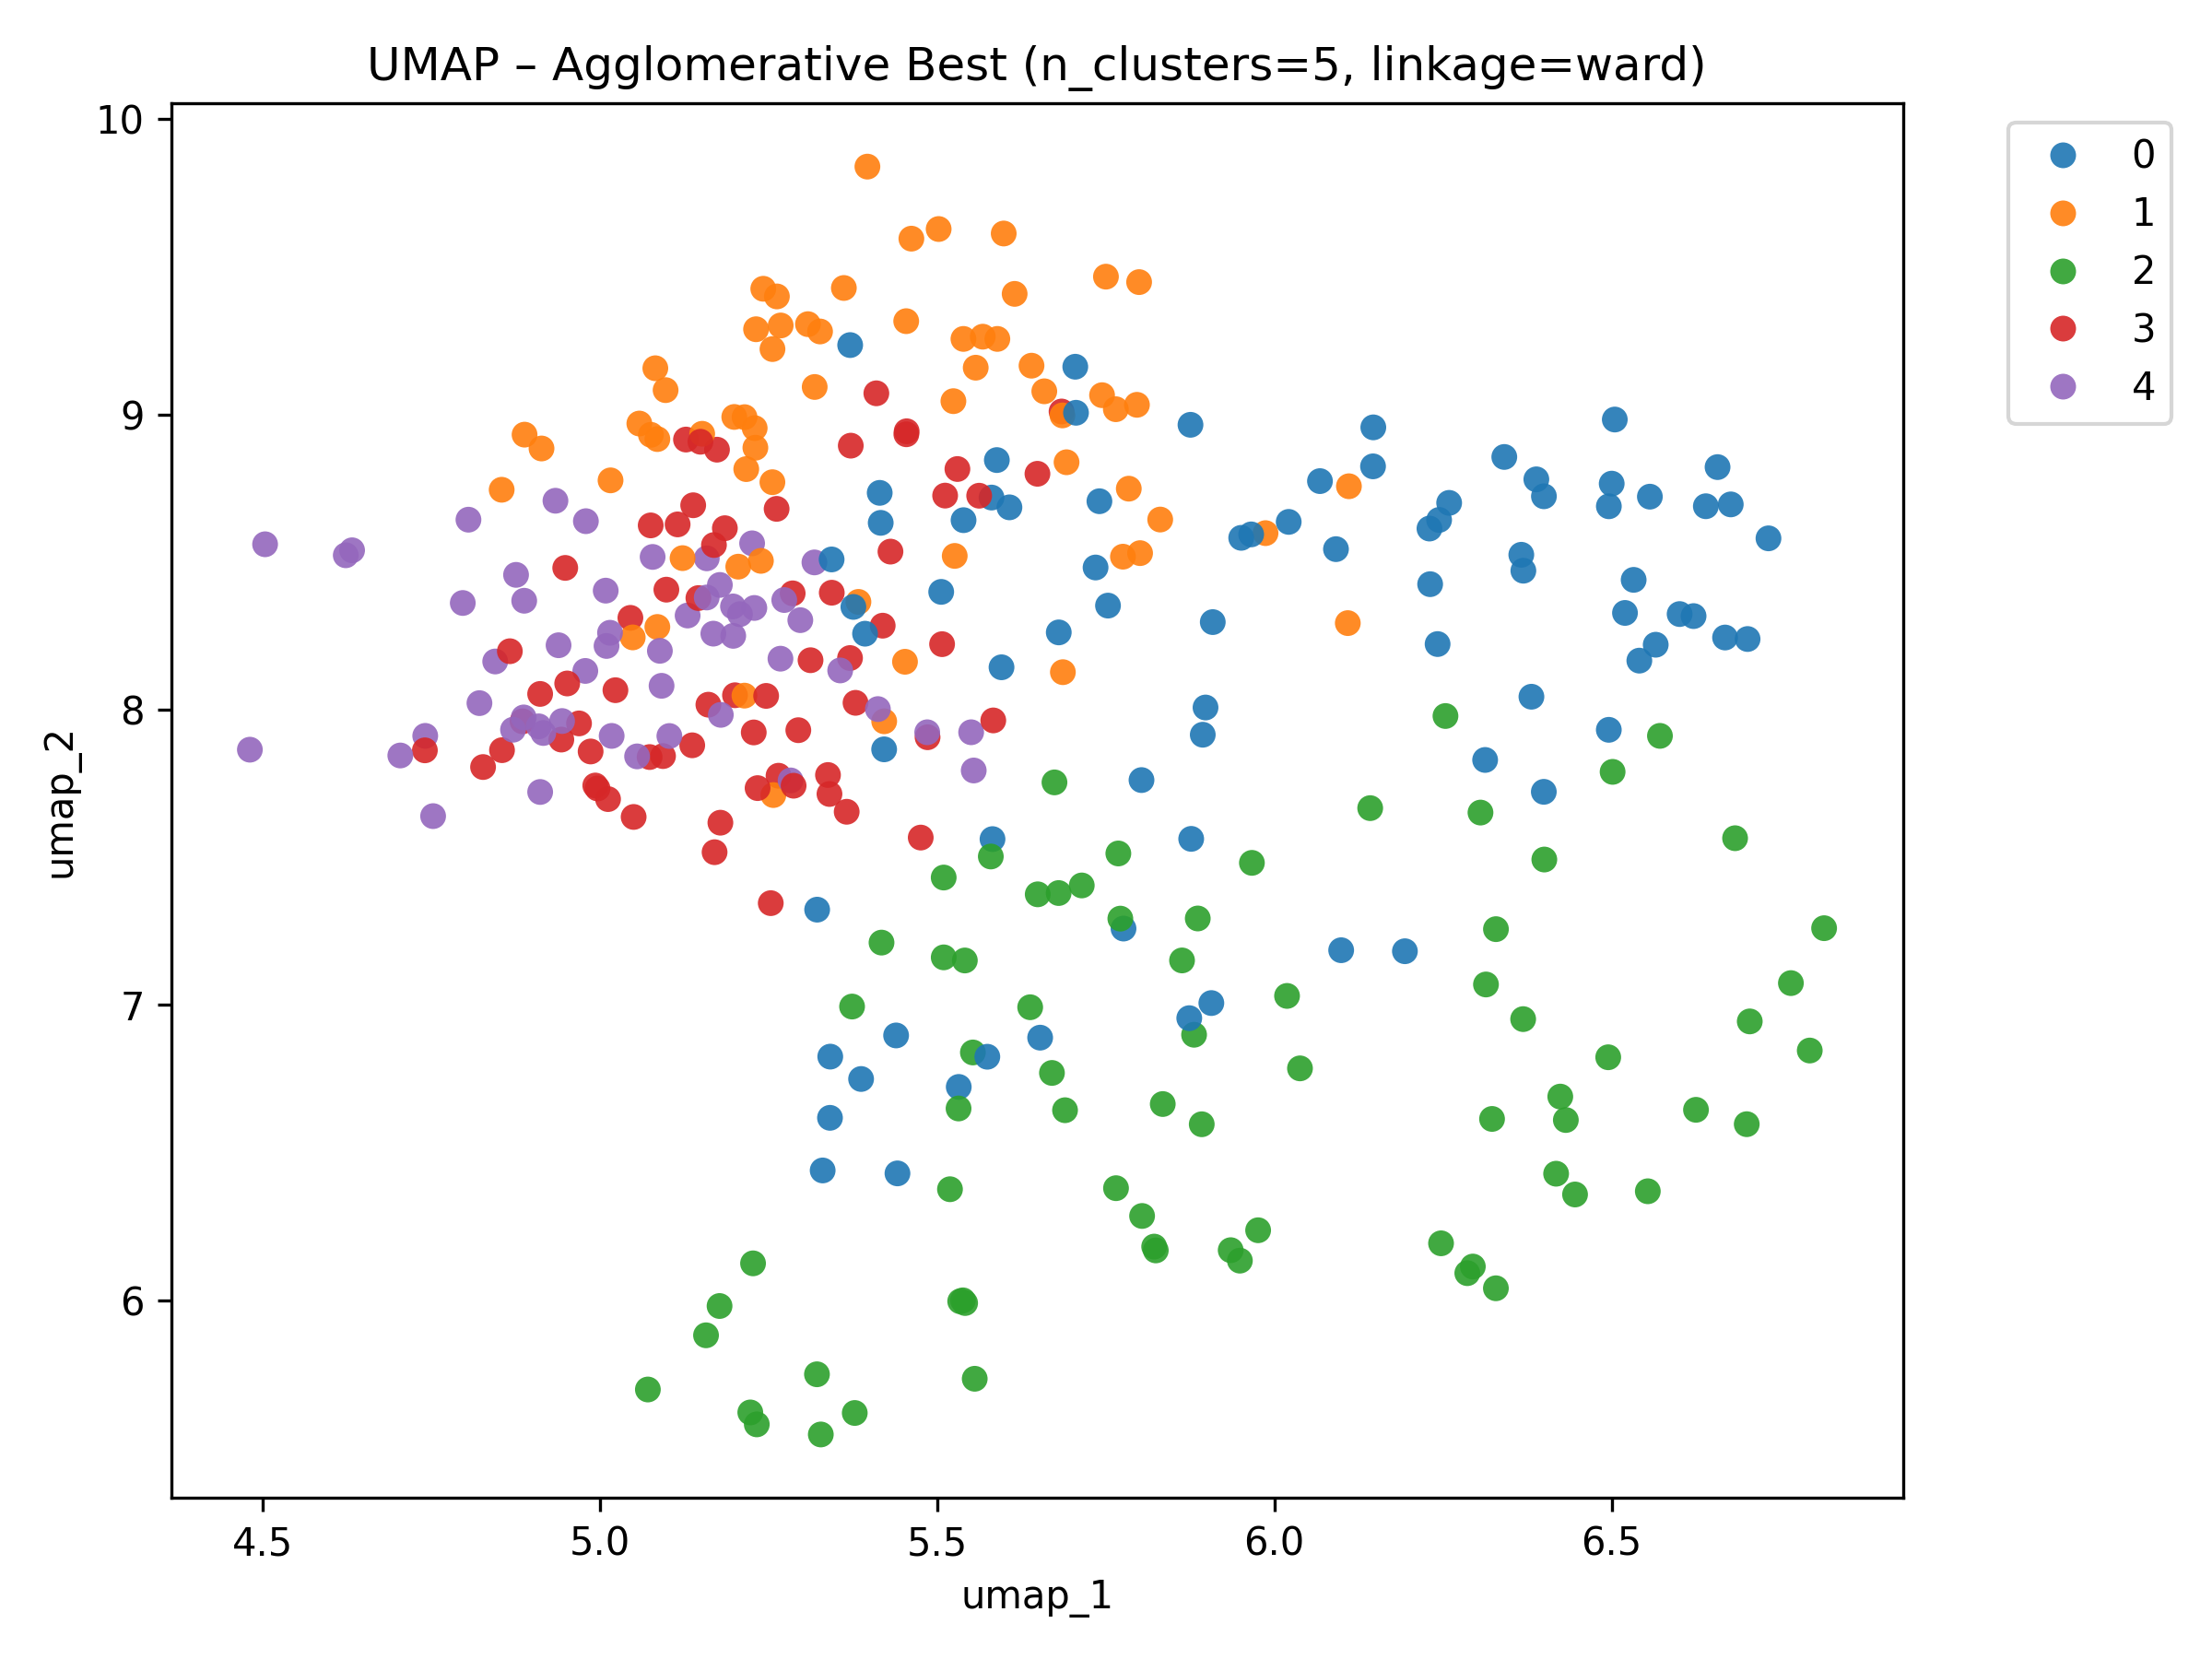 UMAP – Agglomerative Best (n_clusters=5, linkage=ward)
10
9
8
7
6
umap_2
4.5 5.0 5.5 6.0 6.5
umap_1
0
1
2
3
4